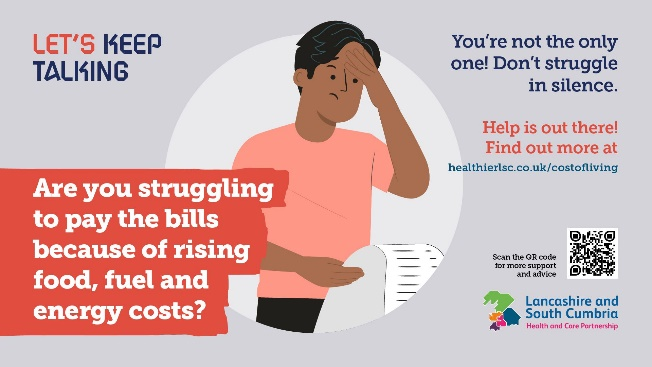 LET'S KEEP
TALKING
You're not the only
one! Don't struggle
in silence.
Help is out there!
Find out more at
healthierlsc.co.uk/costofliving
Are you struggling
to pay the bills
because of rising
food, fuel and
energy costs?
Scan the QR code
for more support
and advice
Lancashire and
South Cumbria
Health and Care Partnership